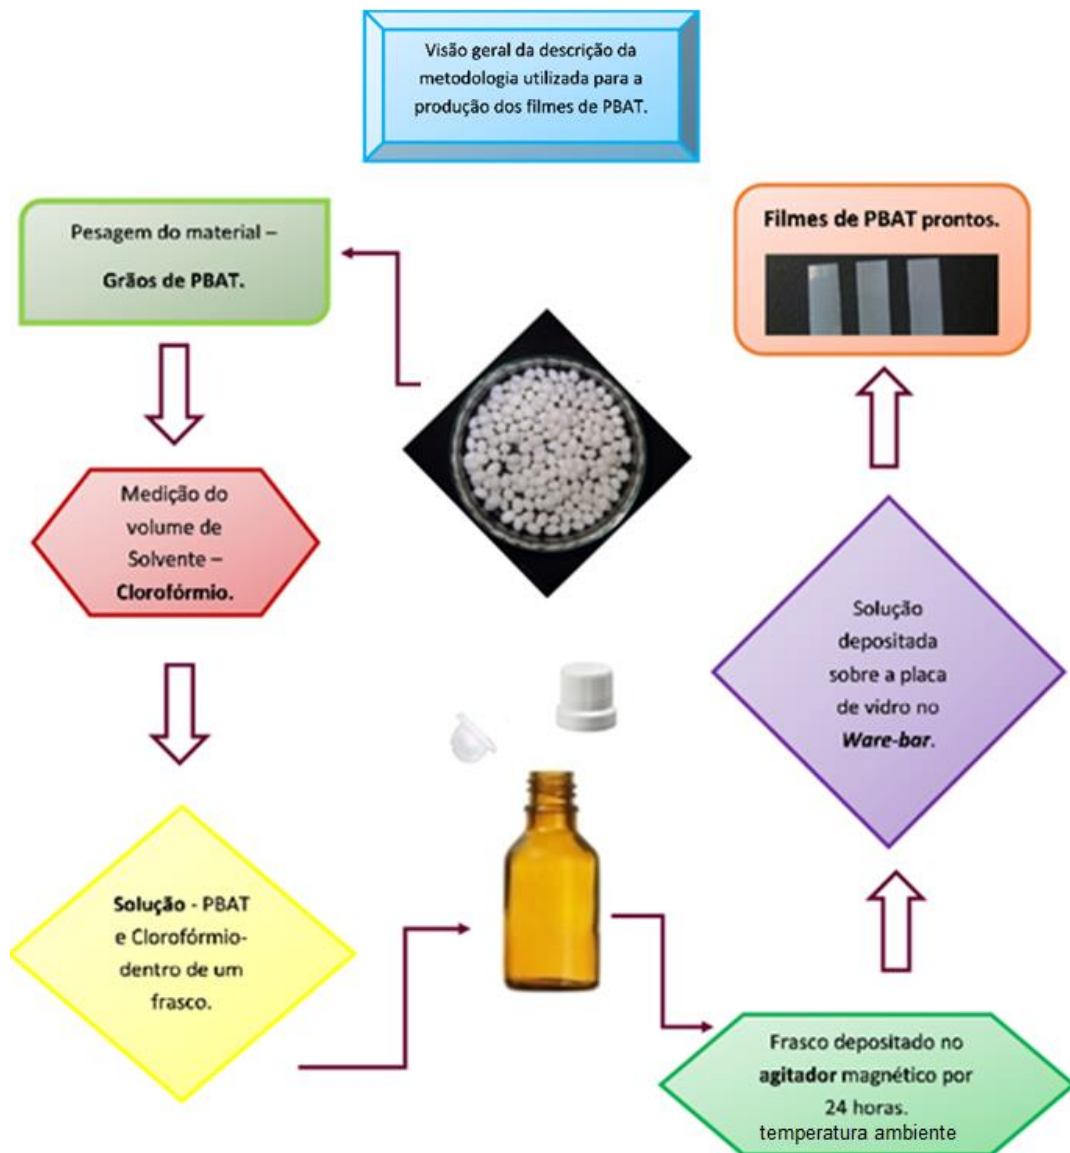 Visão geral da descrição da
metodologia utilizada para a
produção dos filmes de PBAT.
Pesagem do material –
Grãos de PBAT.
Medição do
volume de
Solvente –
Clorofórmio.
Solução - PBAT
e Clorofórmio-
dentro de um
frasco.
Frasco depositado no
agitador magnético por
24 horas.
temperatura ambiente
Solução
depositada
sobre a placa
de vidro no
Ware-bar.
Filmes de PBAT prontos.